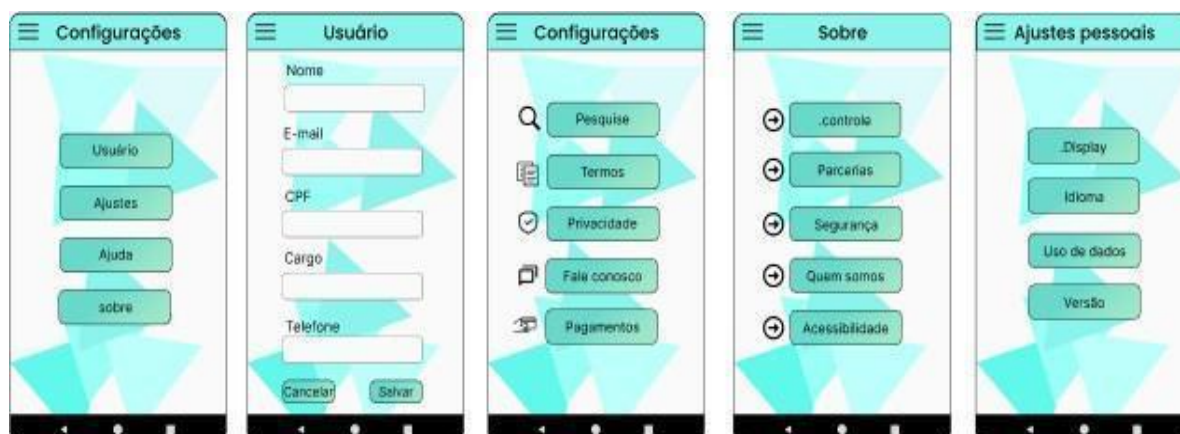 Configurações
Usuário
Ajustes
Ajuda
sobre
Usuário
Nome
E-mail
CPF
Cargo
Telefone
Cancelar
Salvar
Configurações
Pesquise
Termos
Privacidade
Fale conosco
Pagamentos
Sobre
.controle
Parcerias
Segurança
Quem somos
Acessibilidade
Ajustes pessoais
.Display
Idioma
Uso de dados
Versão